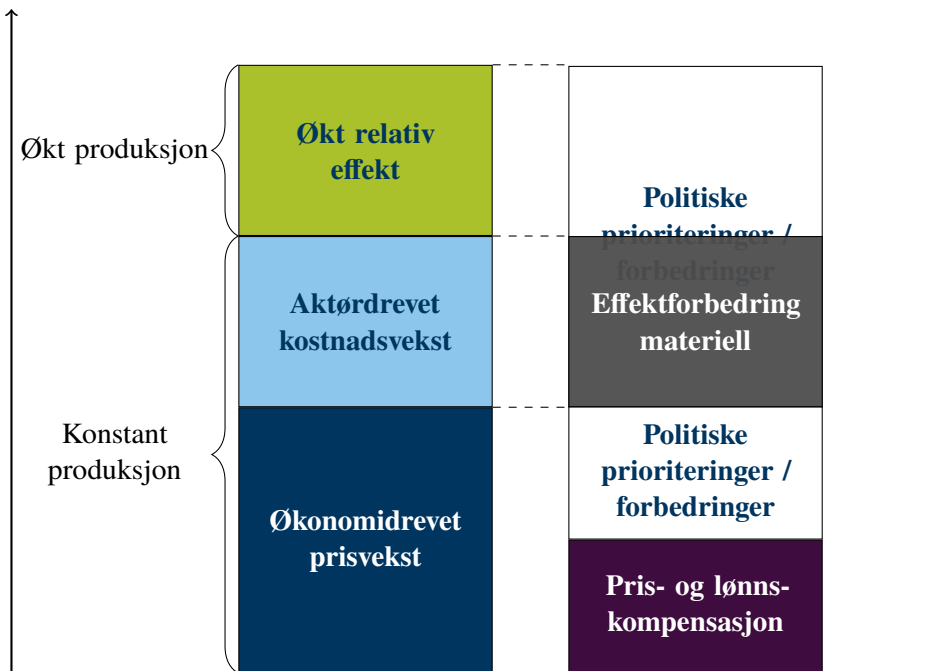 Økt produksjon
Konstant
produksjon
Økt relativ
effekt
Aktørdrevet
kostnadsvekst
Økonomidrevet
prisvekst
Politiske
prioriteringer /
forbedringer
Effektforbedring
materiell
Politiske
prioriteringer /
forbedringer
Pris- og lønns-
kompensasjon